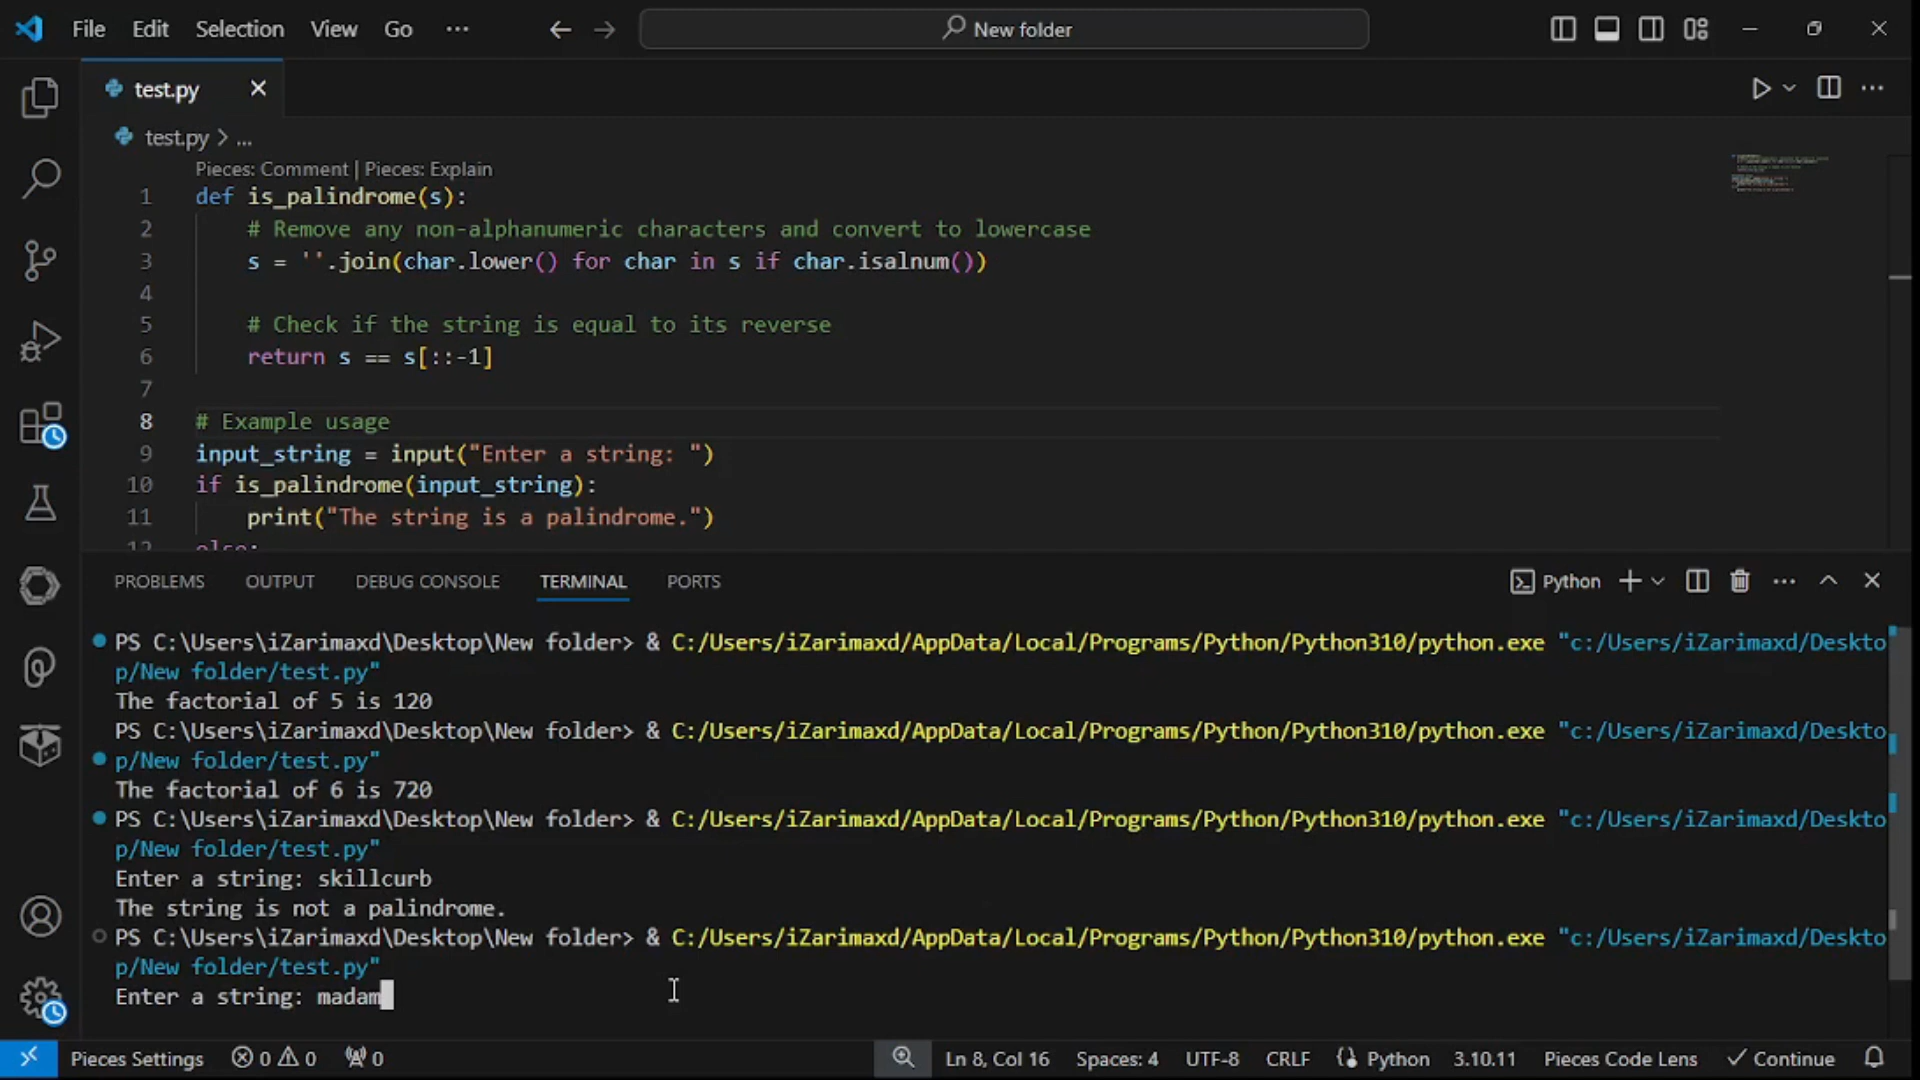 File Edit Selection View Go ... New folder
test.py
test.py > ...
Pieces: Comment | Pieces: Explain
1 def is_palindrome(s):
2 # Remove any non-alphanumeric characters and convert to lowercase
3 s = ''.join(char.lower() for char in s if char.isalnum())
4
5 # Check if the string is equal to its reverse
6 return s == s[::-1]
7
8 # Example usage
9 input_string = input("Enter a string: ")
10 if is_palindrome(input_string):
11 print("The string is a palindrome.")
12 else:
PROBLEMS OUTPUT DEBUG CONSOLE TERMINAL PORTS Python
PS C:\Users\iZarimaxd\Desktop\New folder> & C:/Users/iZarimaxd/AppData/Local/Programs/Python/Python310/python.exe "c:/Users/iZarimaxd/Deskto
p/New folder/test.py"
The factorial of 5 is 120
PS C:\Users\iZarimaxd\Desktop\New folder> & C:/Users/iZarimaxd/AppData/Local/Programs/Python/Python310/python.exe "c:/Users/iZarimaxd/Deskto
p/New folder/test.py"
The factorial of 6 is 720
PS C:\Users\iZarimaxd\Desktop\New folder> & C:/Users/iZarimaxd/AppData/Local/Programs/Python/Python310/python.exe "c:/Users/iZarimaxd/Deskto
p/New folder/test.py"
Enter a string: skillcurb
The string is not a palindrome.
PS C:\Users\iZarimaxd\Desktop\New folder> & C:/Users/iZarimaxd/AppData/Local/Programs/Python/Python310/python.exe "c:/Users/iZarimaxd/Deskto
p/New folder/test.py"
Enter a string: madam
Pieces Settings 0 0 0 Ln 8, Col 16 Spaces: 4 UTF-8 CRLF Python 3.10.11 Pieces Code Lens Continue